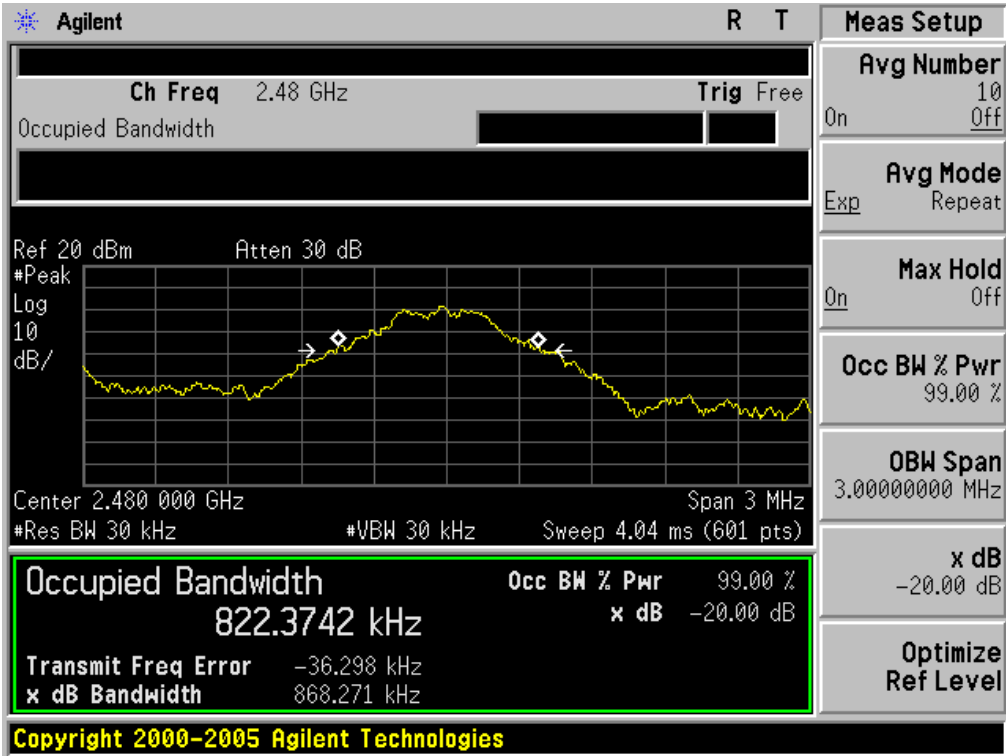 Agilent R T
Ch Freq 2.48 GHz Trig Free
Occupied Bandwidth
Ref 20 dBm Atten 30 dB
#Peak
Log
10
dB/
Center 2.480 000 GHz Span 3 MHz
#Res BW 30 kHz #VBW 30 kHz Sweep 4.04 ms (601 pts)
Occupied Bandwidth Occ BW % Pwr 99.00 %
822.3742 kHz x dB -20.00 dB
Transmit Freq Error -36.298 kHz
x dB Bandwidth 868.271 kHz
Copyright 2000-2005 Agilent Technologies
Meas Setup
Avg Number
10
On Off
Avg Mode
Exp Repeat
Max Hold
On Off
Occ BW % Pwr
99.00 %
OBW Span
3.00000000 MHz
x dB
-20.00 dB
Optimize
Ref Level